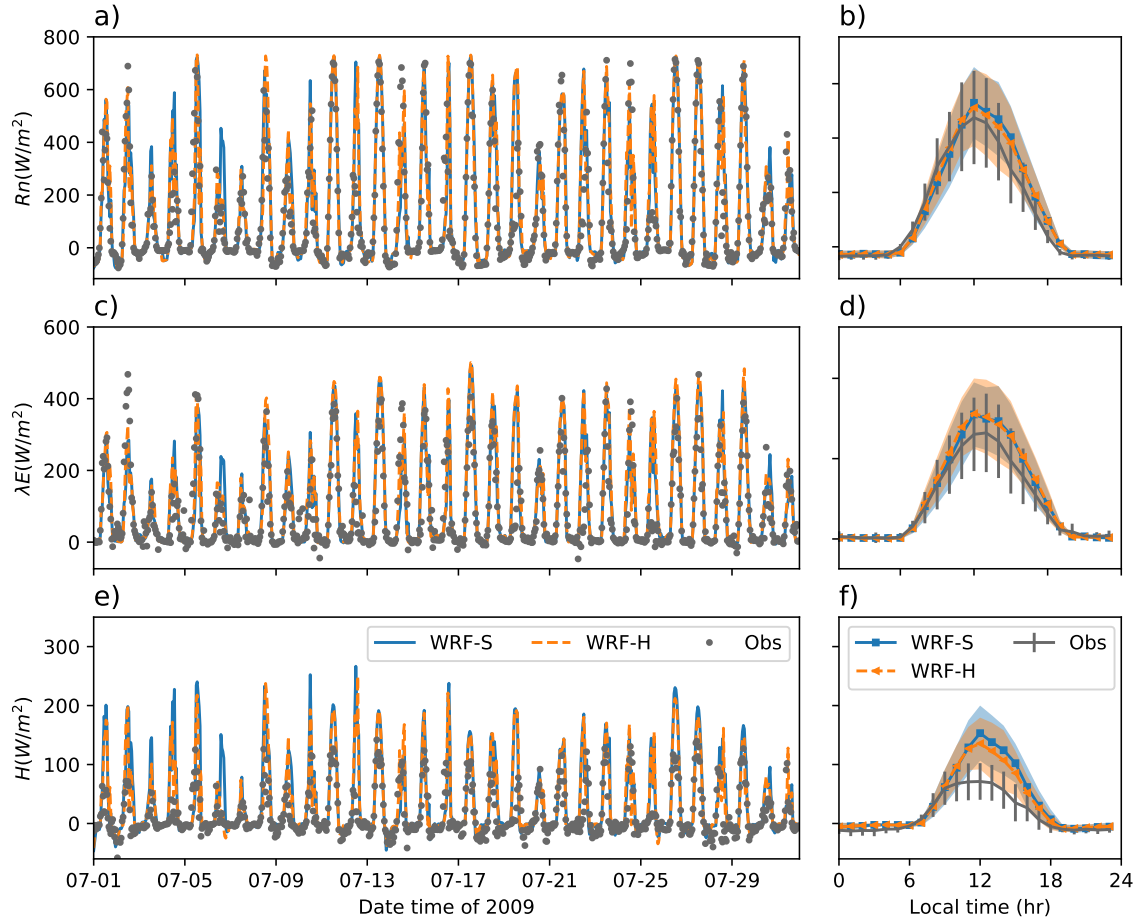 a)
b)
800
600
400
200
0
Rn(W/m²)
c)
d)
600
400
200
0
λE(W/m²)
e)
f)
300
200
100
0
H(W/m²)
WRF-S WRF-H Obs
WRF-S Obs
WRF-H
07-01 07-05 07-09 07-13 07-17 07-21 07-25 07-29
0 6 12 18 24
Date time of 2009
Local time (hr)